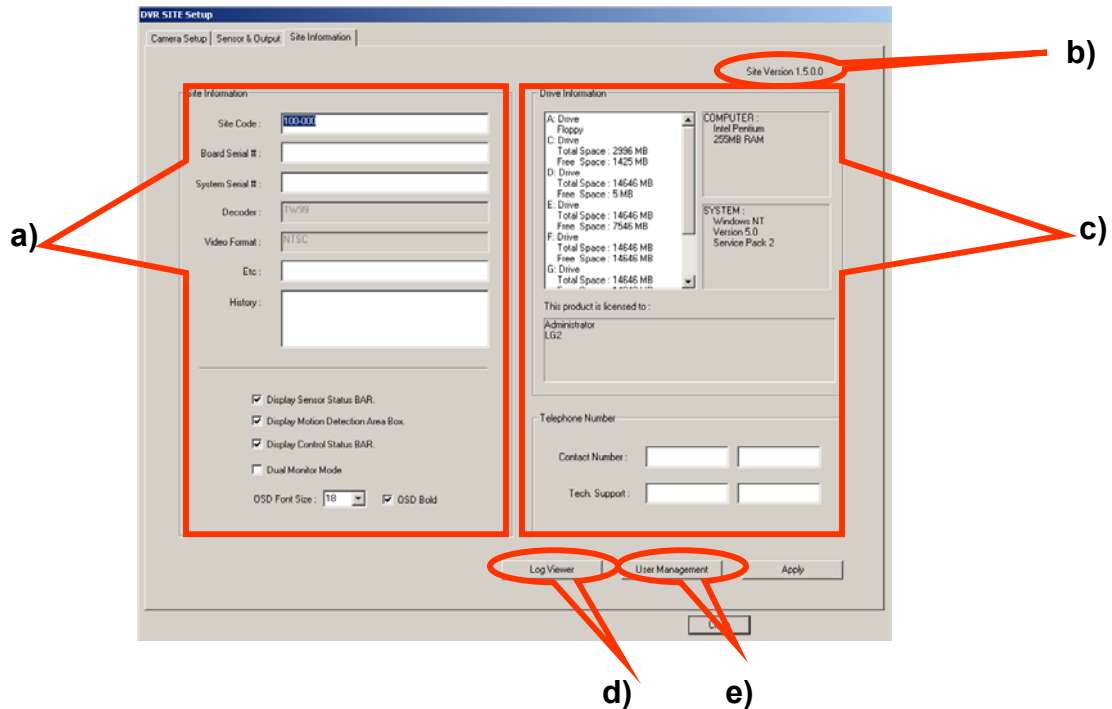 DVR SITE Setup
Camera Setup
Sensor & Output
Site Information
b)
Site Version 1.5.0.0
a)
Site Information
Site Code :
100-000
Board Serial # :
System Serial # :
Decoder :
TW99
Video Format :
NTSC
Etc :
History :
Display Sensor Status BAR.
Display Motion Detection Area Box.
Display Control Status BAR.
Dual Monitor Mode
OSD Font Size :
18
OSD Bold
c)
Drive Information
A: Drive
Floppy
C: Drive
Total Space : 2996 MB
Free Space : 1425 MB
D: Drive
Total Space : 14646 MB
Free Space : 5 MB
E: Drive
Total Space : 14646 MB
Free Space : 7546 MB
F: Drive
Total Space : 14646 MB
Free Space : 14646 MB
G: Drive
Total Space : 14646 MB
COMPUTER :
Intel Pentium
255MB RAM
SYSTEM :
Windows NT
Version 5.0
Service Pack 2
This product is licensed to :
Administrator
LG2
Telephone Number
Contact Number :
Tech. Support :
Log Viewer
User Management
Apply
d)
e)